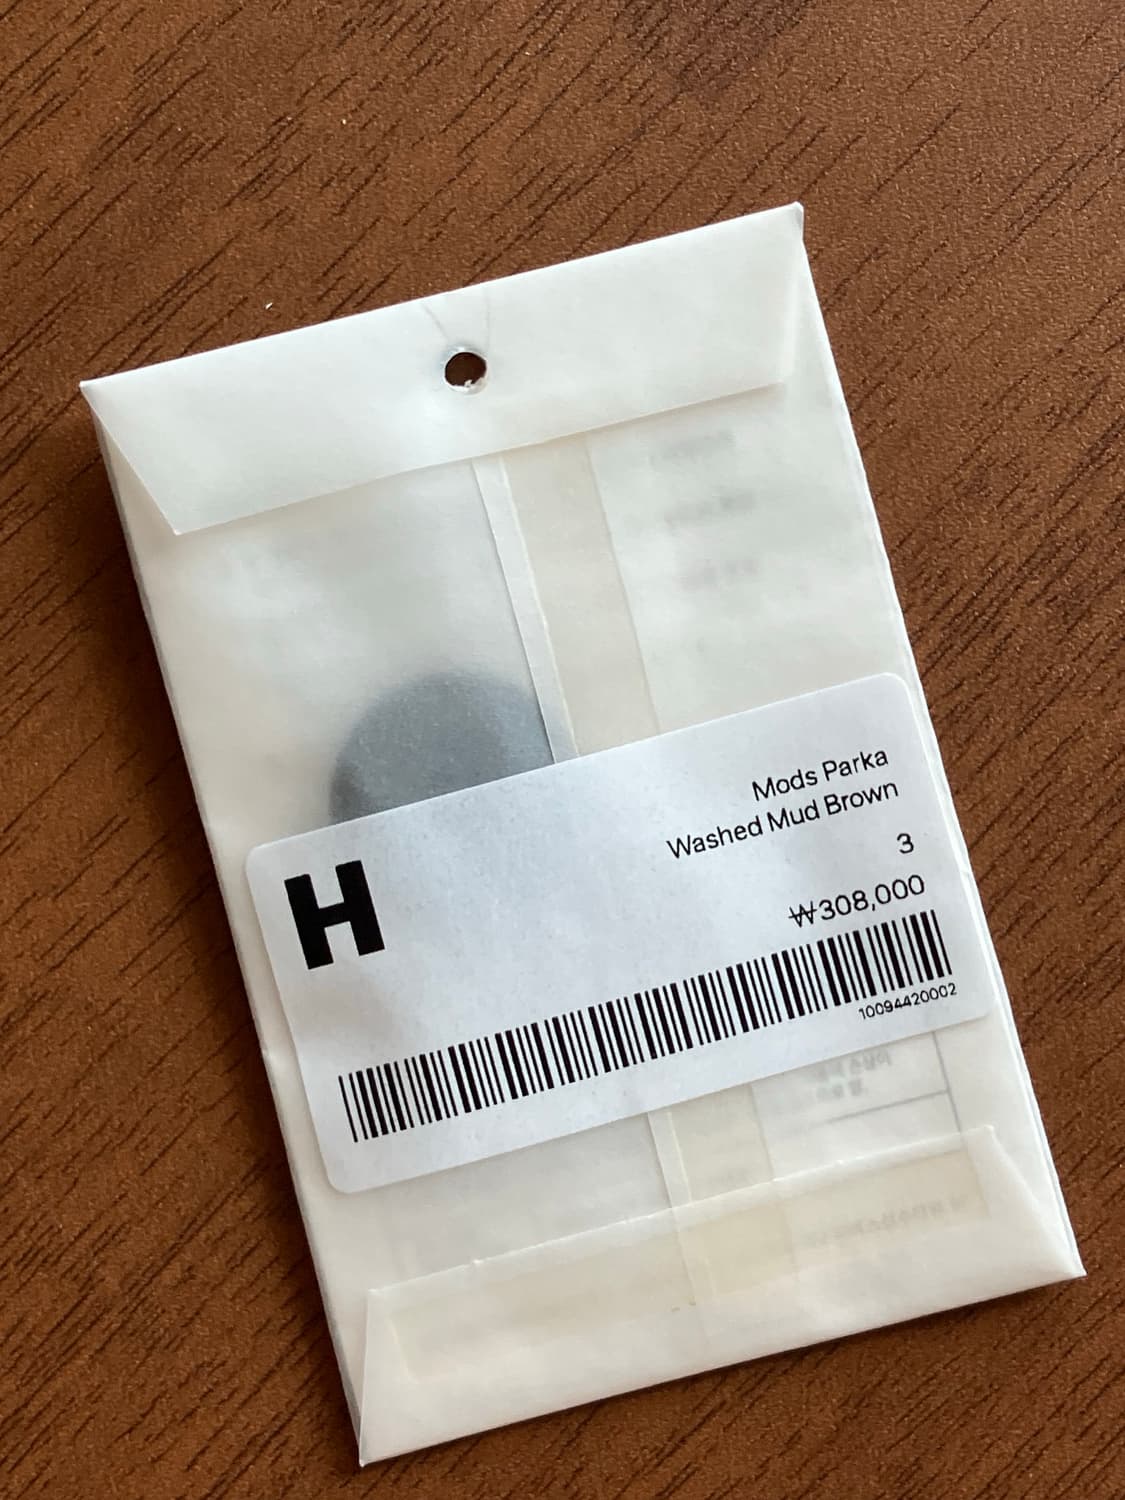 Mods Parka
Washed Mud Brown
3
₩308,000
H
10094420002